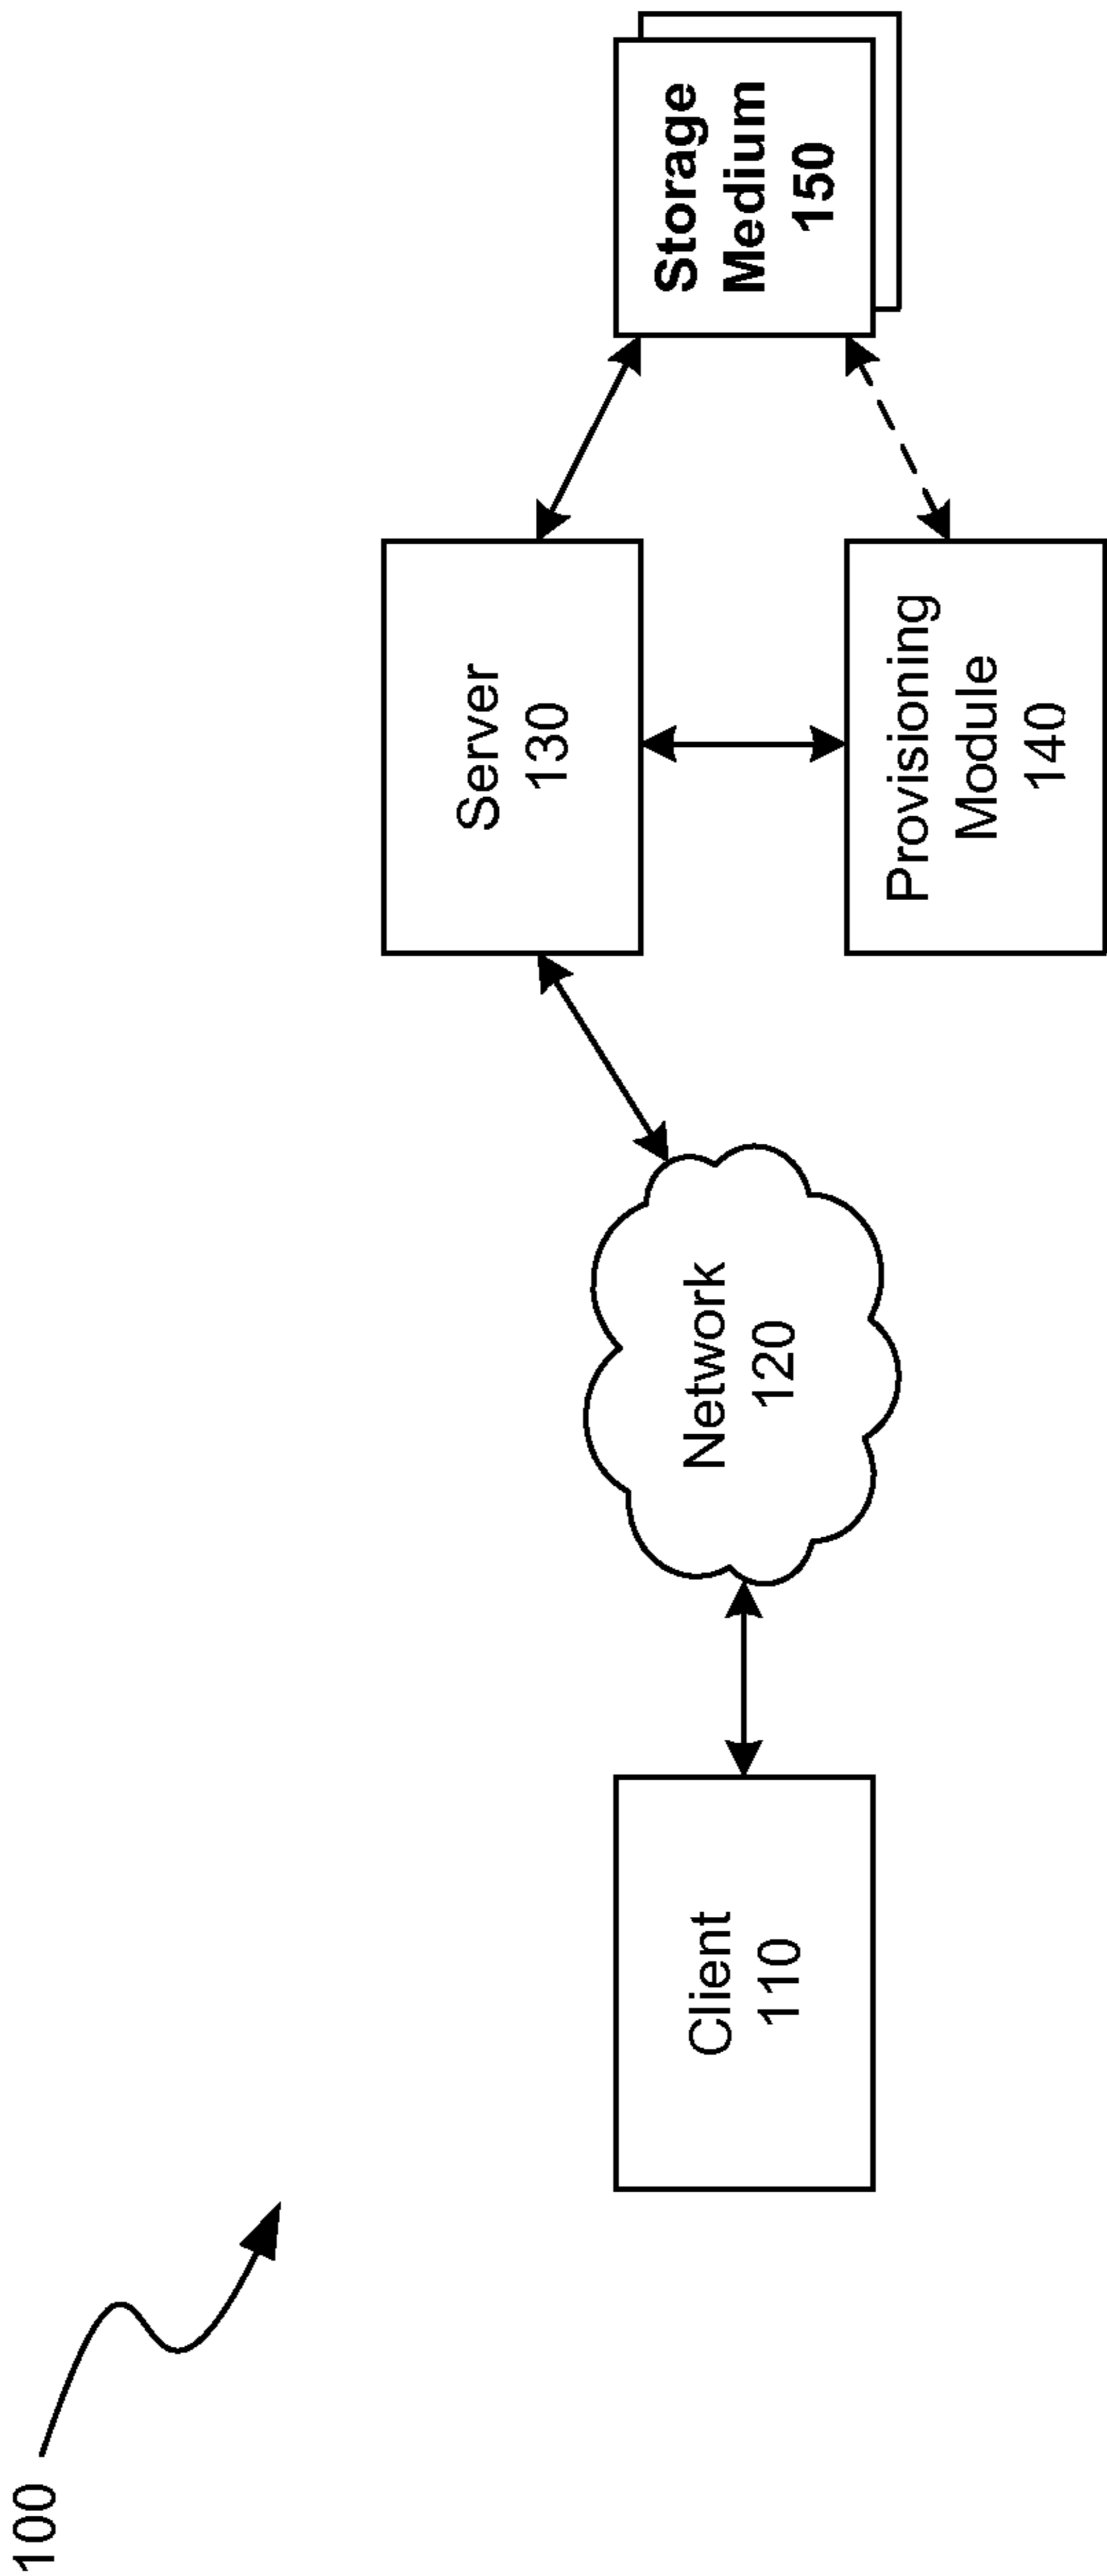 100
Client
110
Network
120
Server
130
Provisioning
Module
140
Storage
Medium
150